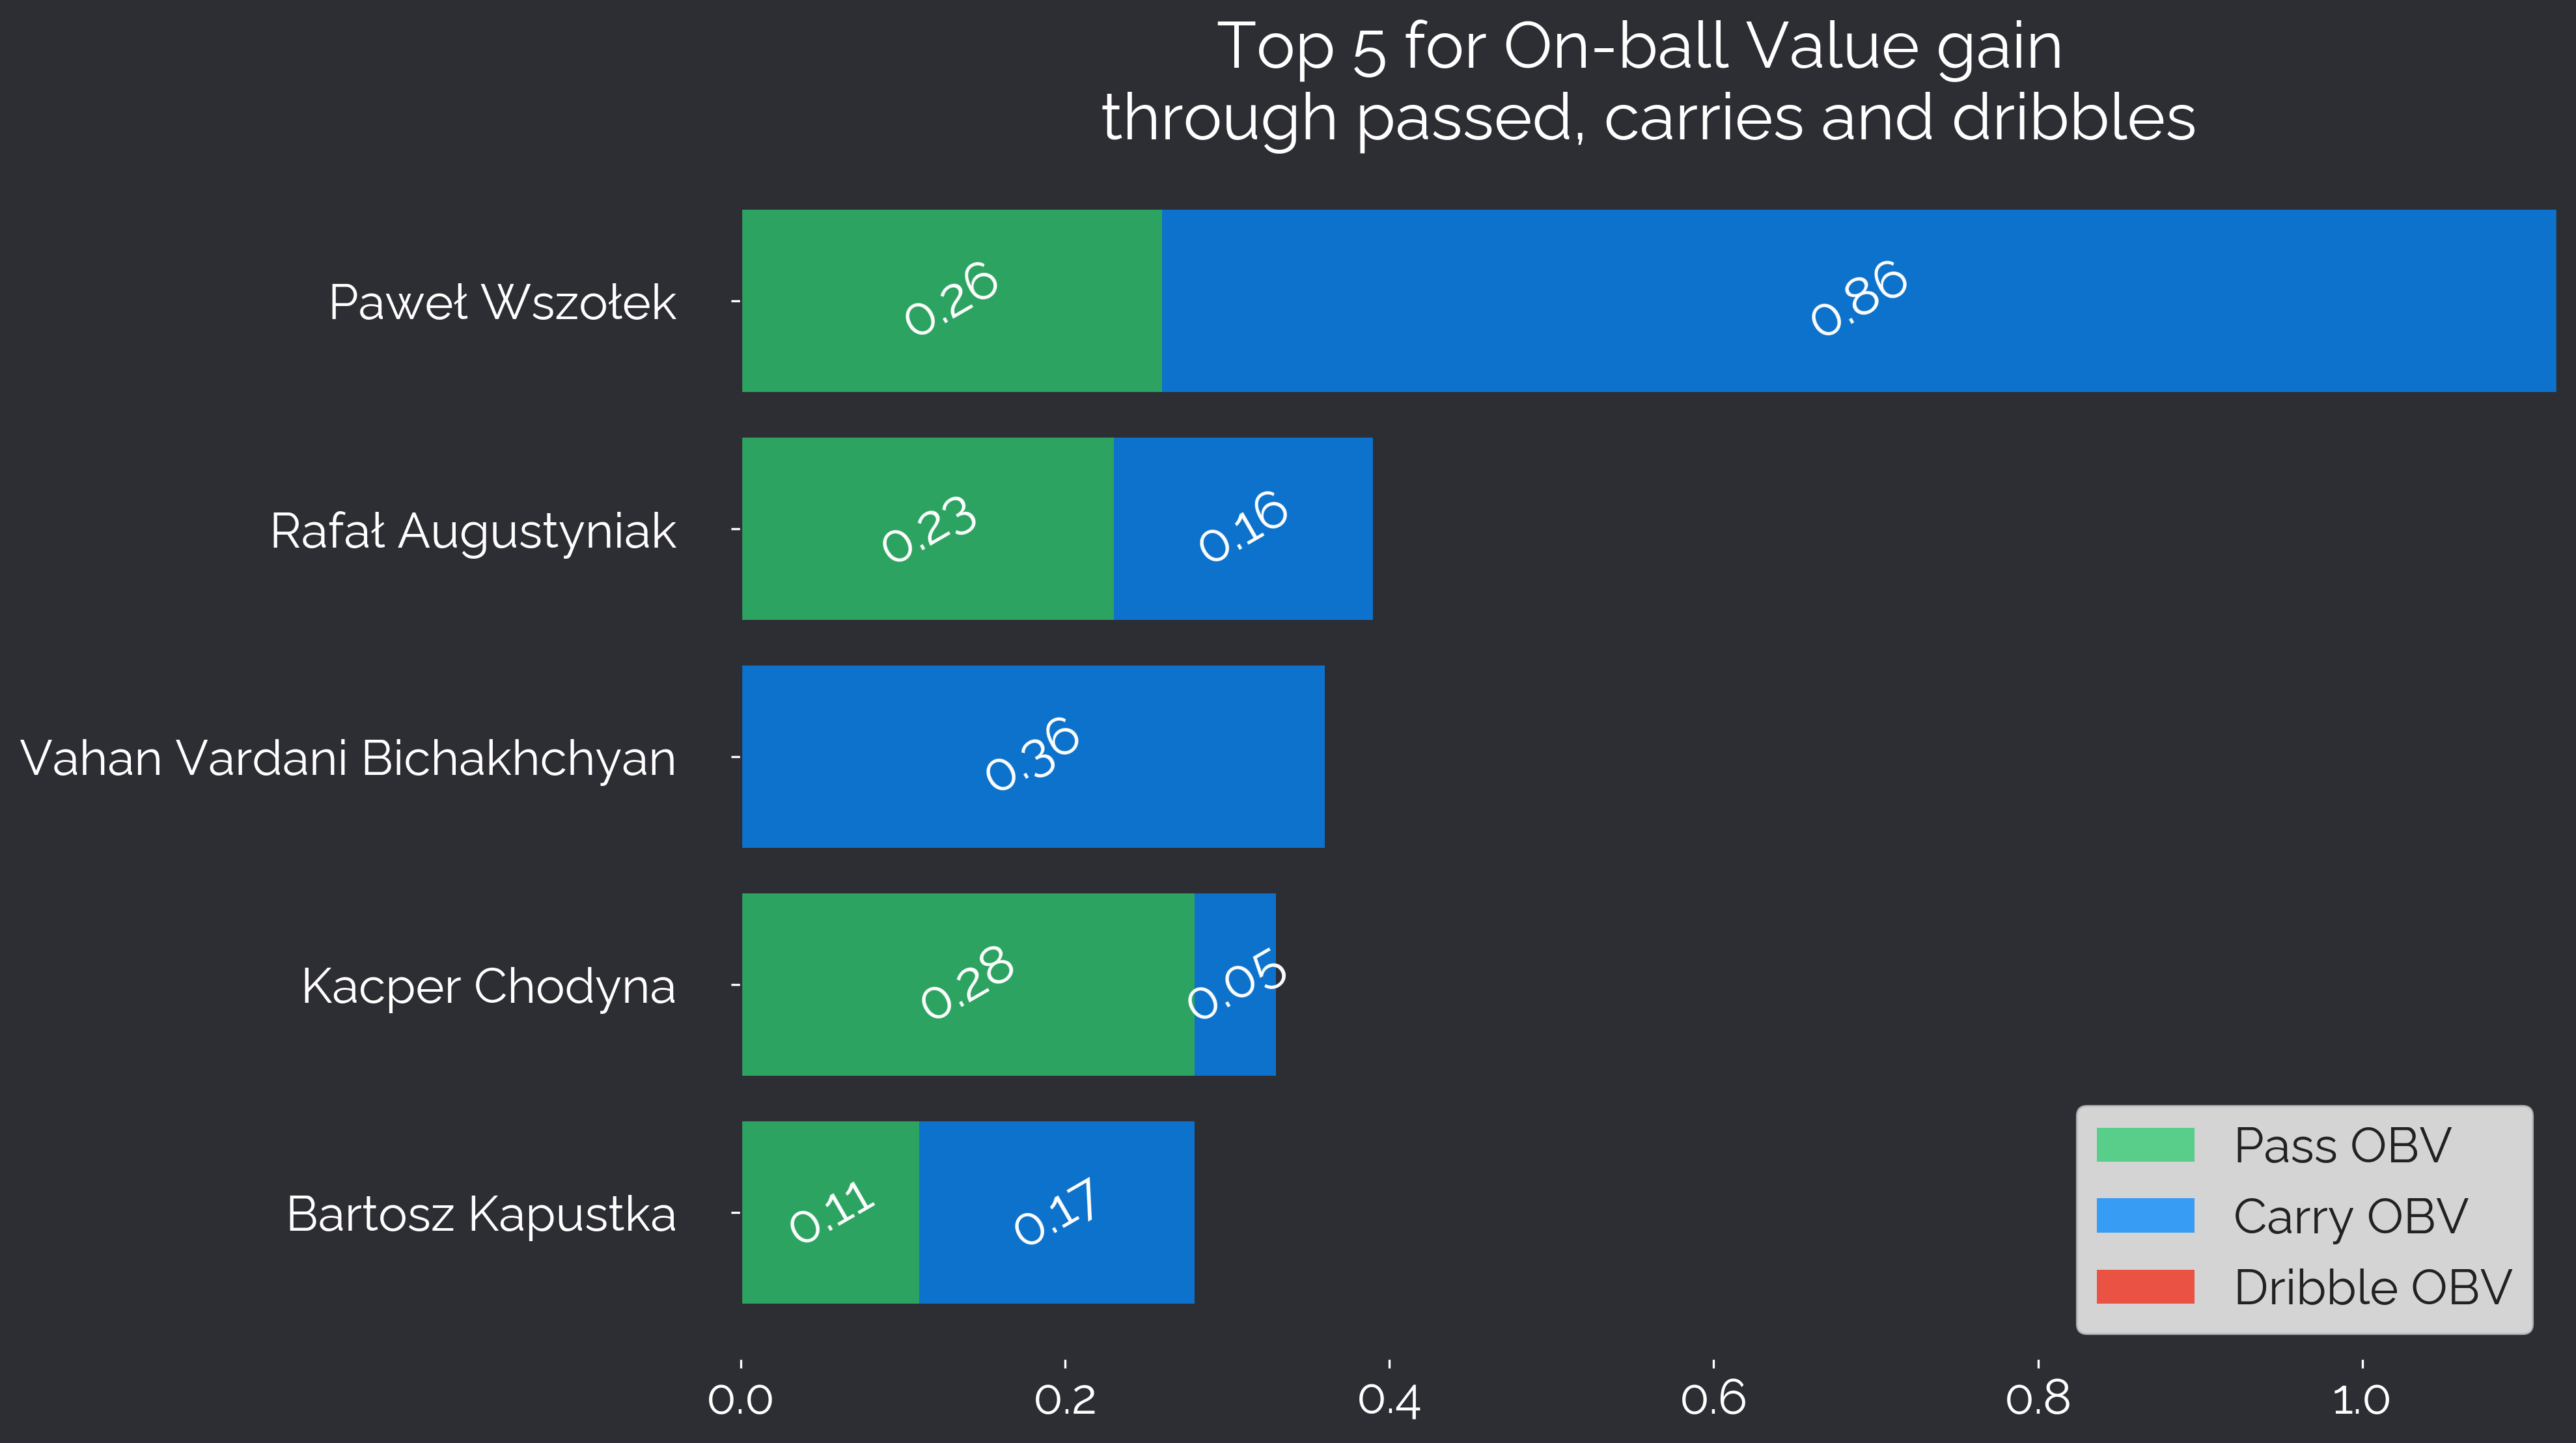 Top 5 for On-ball Value gain
through passed, carries and dribbles
Paweł Wszołek
0.26
0.86
Rafał Augustyniak
0.23
0.16
Vahan Vardani Bichakhchyan
0.36
Kacper Chodyna
0.28
0.05
Bartosz Kapustka
0.11
0.17
Pass OBV
Carry OBV
Dribble OBV
0.0 0.2 0.4 0.6 0.8 1.0